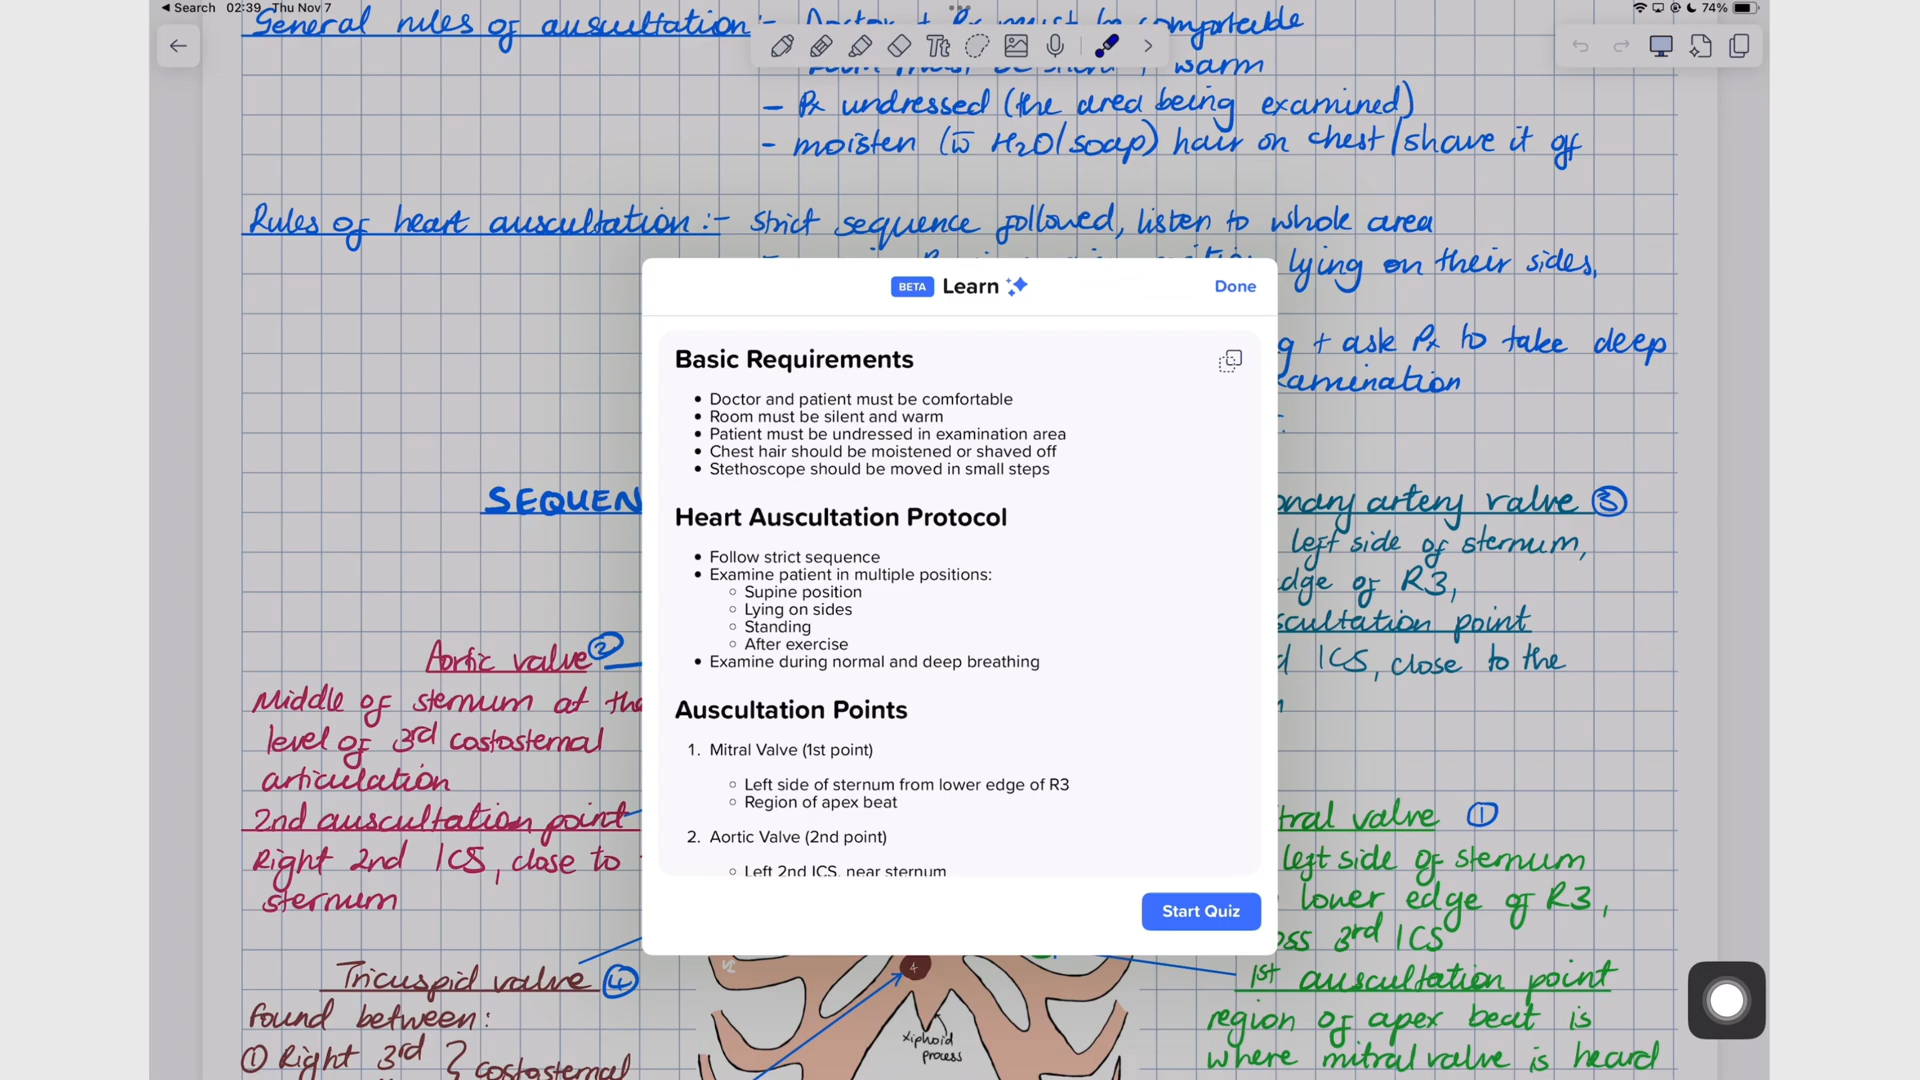 Search 02:39 Thu Nov 7
74%
General rules of auscultation :- Doctor + Px must be comfortable
warm
- Px undressed (the area being examined)
- moisten (w̄ H2O/soap) hair on chest/shave it off
Rules of heart auscultation :- Strict sequence followed, listen to whole area
lying on their sides,
+ ask Px to take deep
BETA Learn
Done
Basic Requirements
• Doctor and patient must be comfortable
• Room must be silent and warm
• Patient must be undressed in examination area
• Chest hair should be moistened or shaved off
• Stethoscope should be moved in small steps
Heart Auscultation Protocol
• Follow strict sequence
• Examine patient in multiple positions:
○ Supine position
○ Lying on sides
○ Standing
○ After exercise
• Examine during normal and deep breathing
Auscultation Points
1. Mitral Valve (1st point)
○ Left side of sternum from lower edge of R3
○ Region of apex beat
2. Aortic Valve (2nd point)
○ Left 2nd ICS, near sternum
Start Quiz
SEQUEN
artery valve ③
left side of sternum,
of R3,
point
ICS, close to the
Aortic valve ②
Middle of sternum at the
level of 3rd costosternal
articulation
2nd auscultation point
Right 2nd ICS, close to
sternum
valve ①
left side of sternum
lower edge of R3,
3rd ICS
1st auscultation point
region of apex beat is
where mitral valve is heard
Tricuspid valve ④
Found between:
① Right 3rd } costosternal
4
xiphoid
process